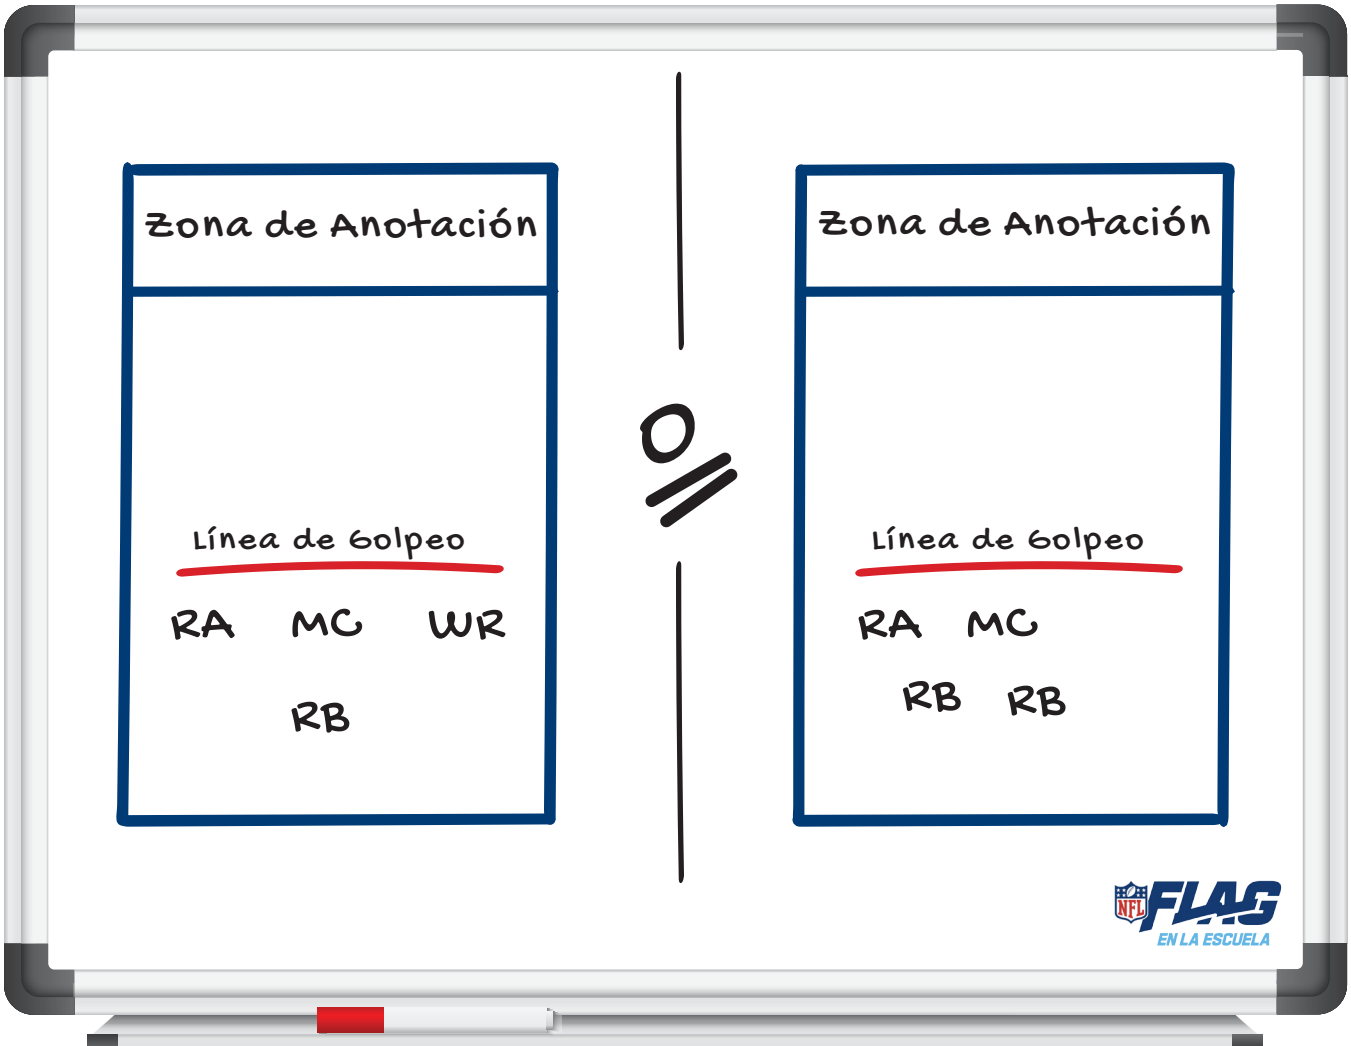 Zona de Anotación
Línea de Golpeo
RA MC WR
RB
O
Zona de Anotación
Línea de Golpeo
RA MC
RB RB
NFL FLAG
EN LA ESCUELA